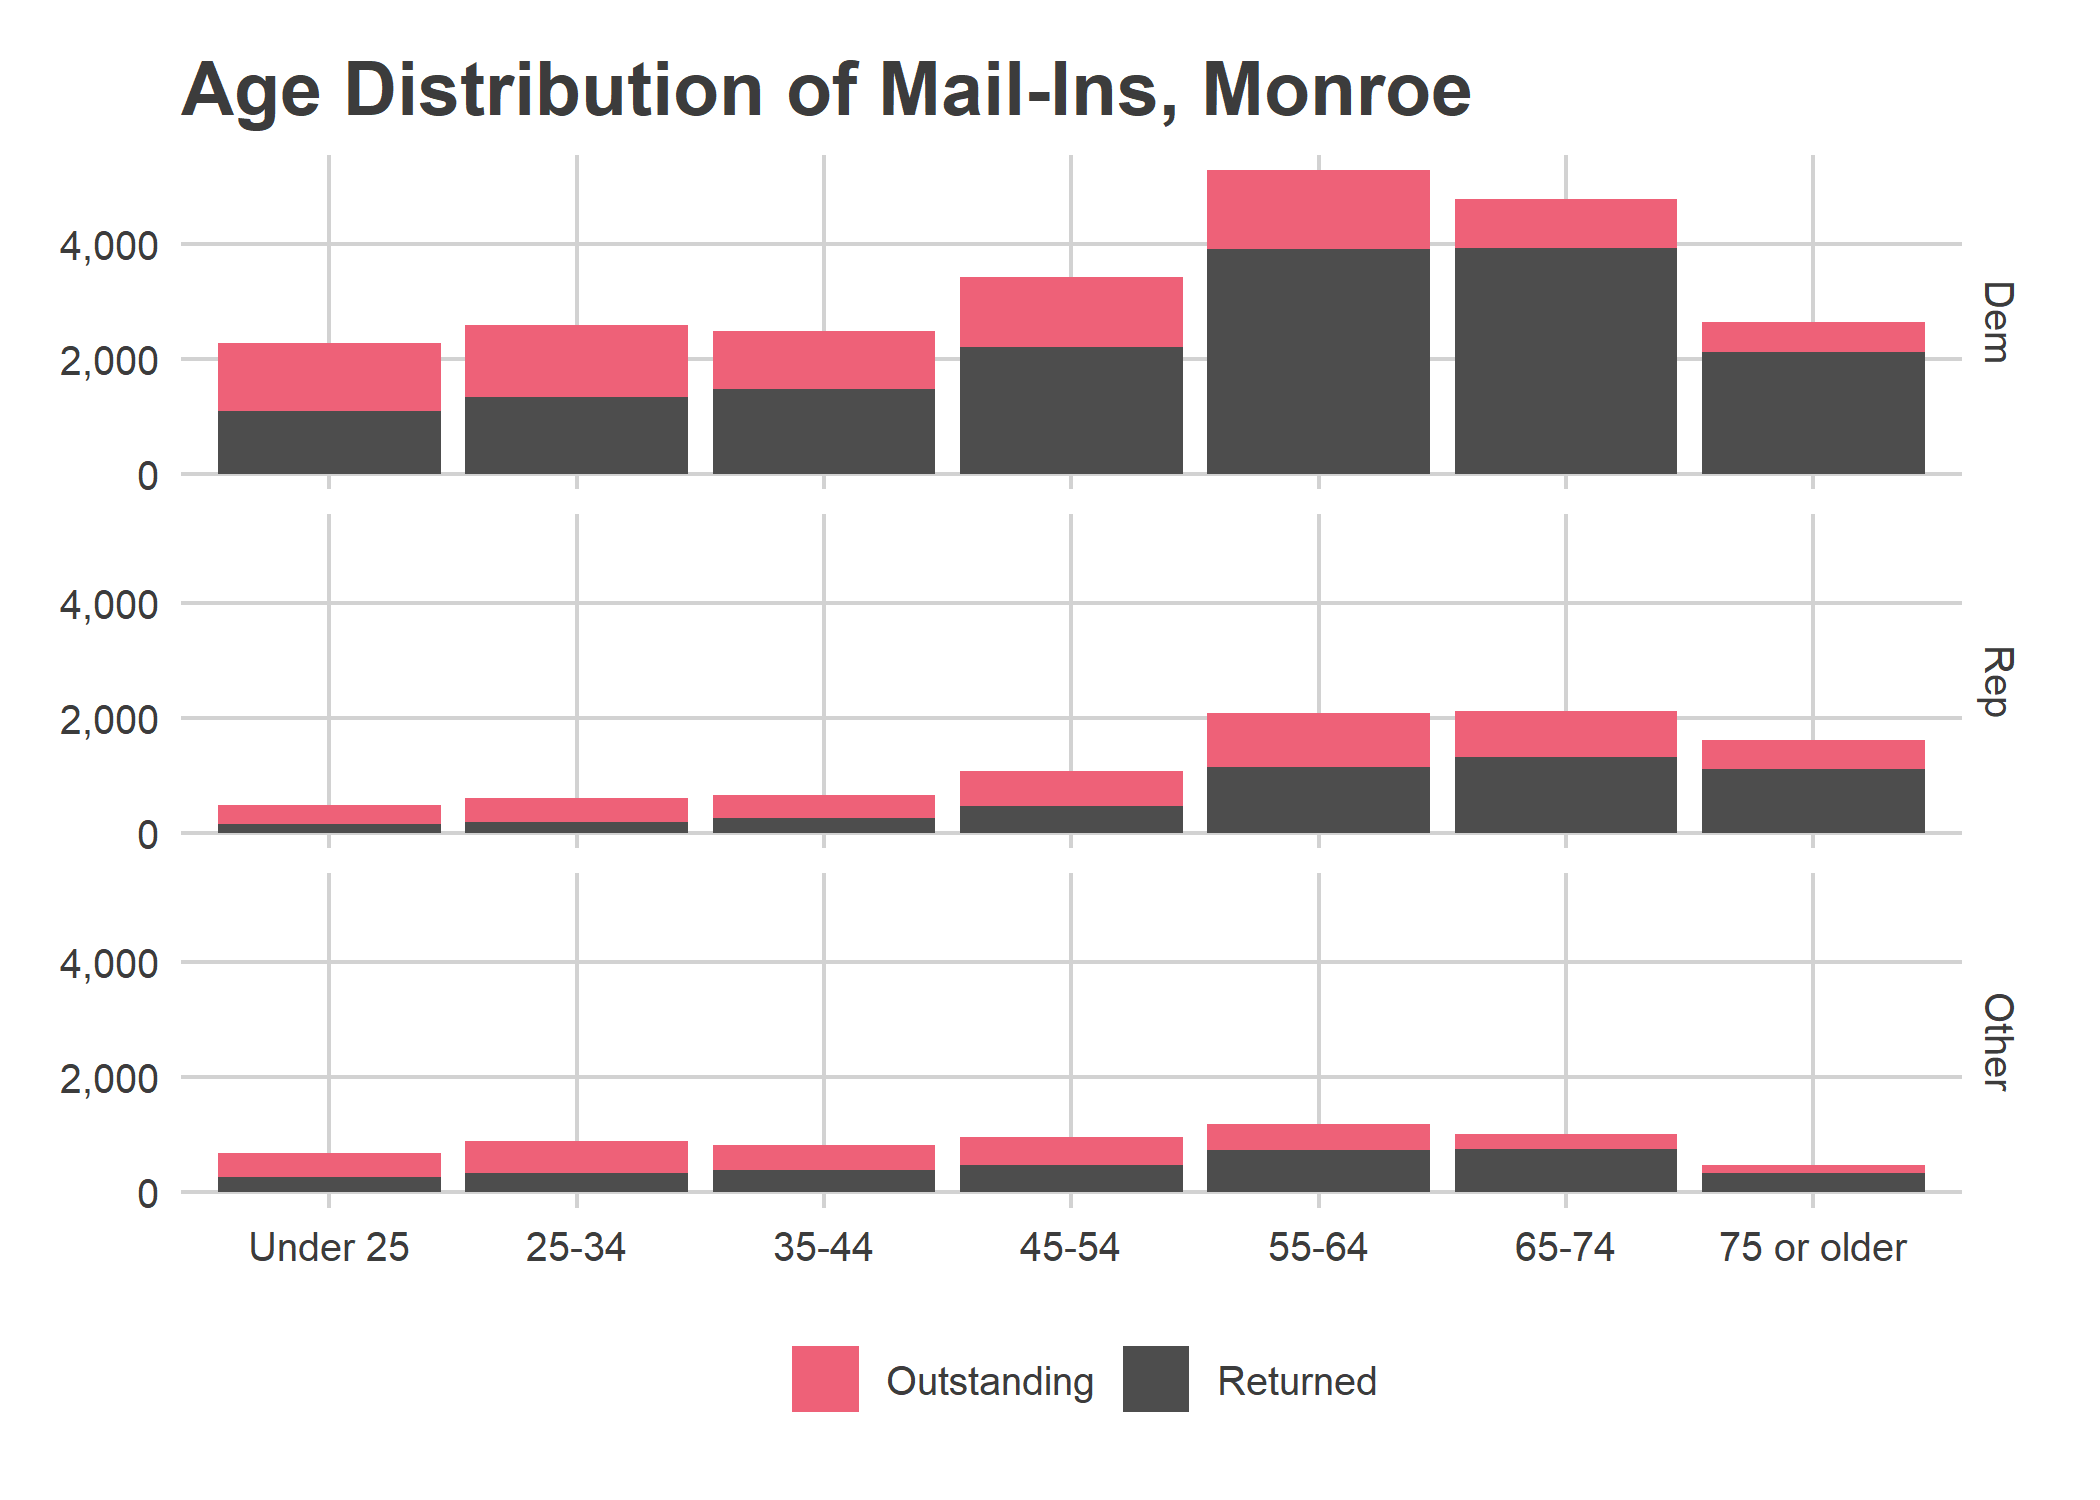 Age Distribution of Mail-Ins, Monroe
4,000
2,000
0
Dem
4,000
2,000
0
Rep
4,000
2,000
0
Other
Under 25 25-34 35-44 45-54 55-64 65-74 75 or older
Outstanding Returned